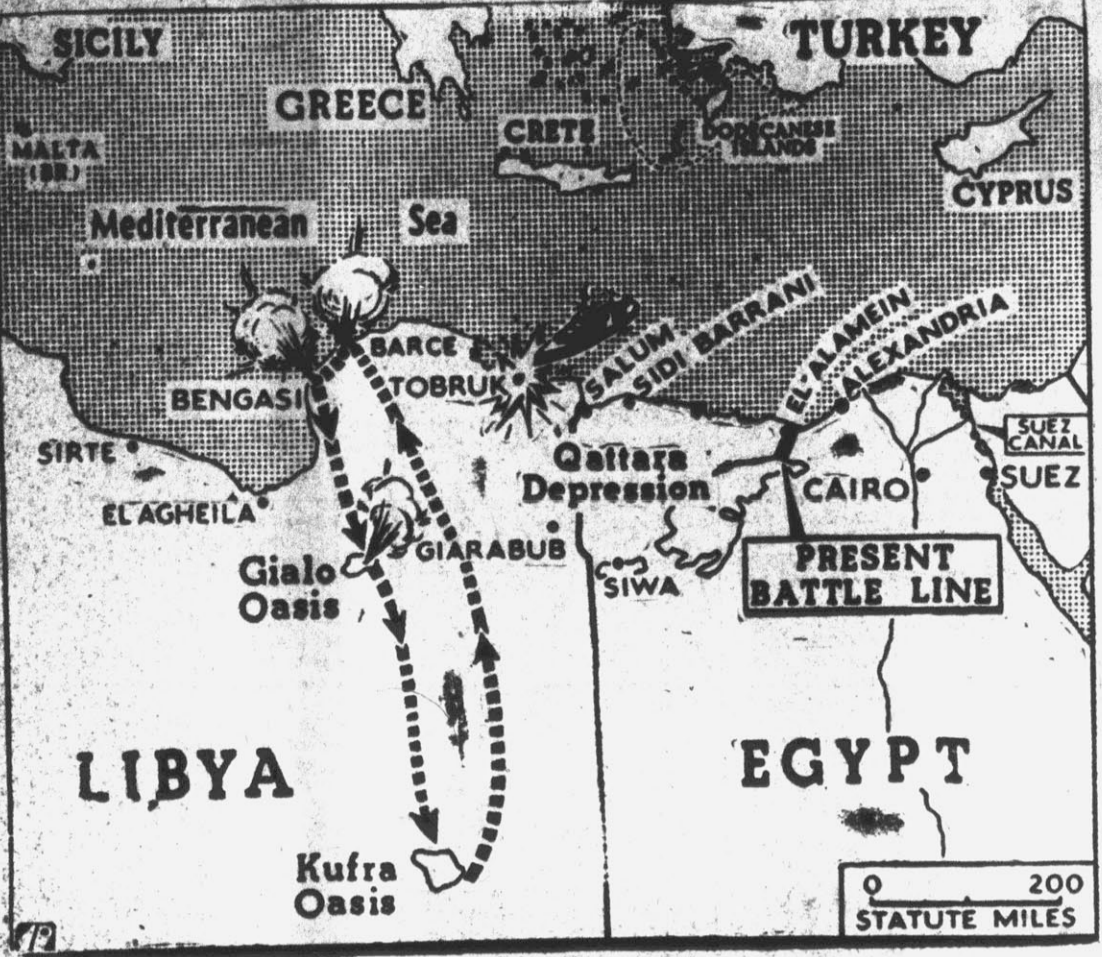 SICILY
TURKEY
GREECE
CRETE
DODECANESE
ISLANDS
MALTA
(BR.)
CYPRUS
Mediterranean Sea
BARCE
TOBRUK
SALUM
SIDI BARRANI
EL ALAMEIN
ALEXANDRIA
BENGASI
SIRTE
EL AGHEILA
Qattara
Depression
SUEZ
CANAL
CAIRO
SUEZ
GIARABUB
SIWA
Gialo
Oasis
PRESENT
BATTLE LINE
LIBYA
EGYPT
Kufra
Oasis
0 200
STATUTE MILES
AP